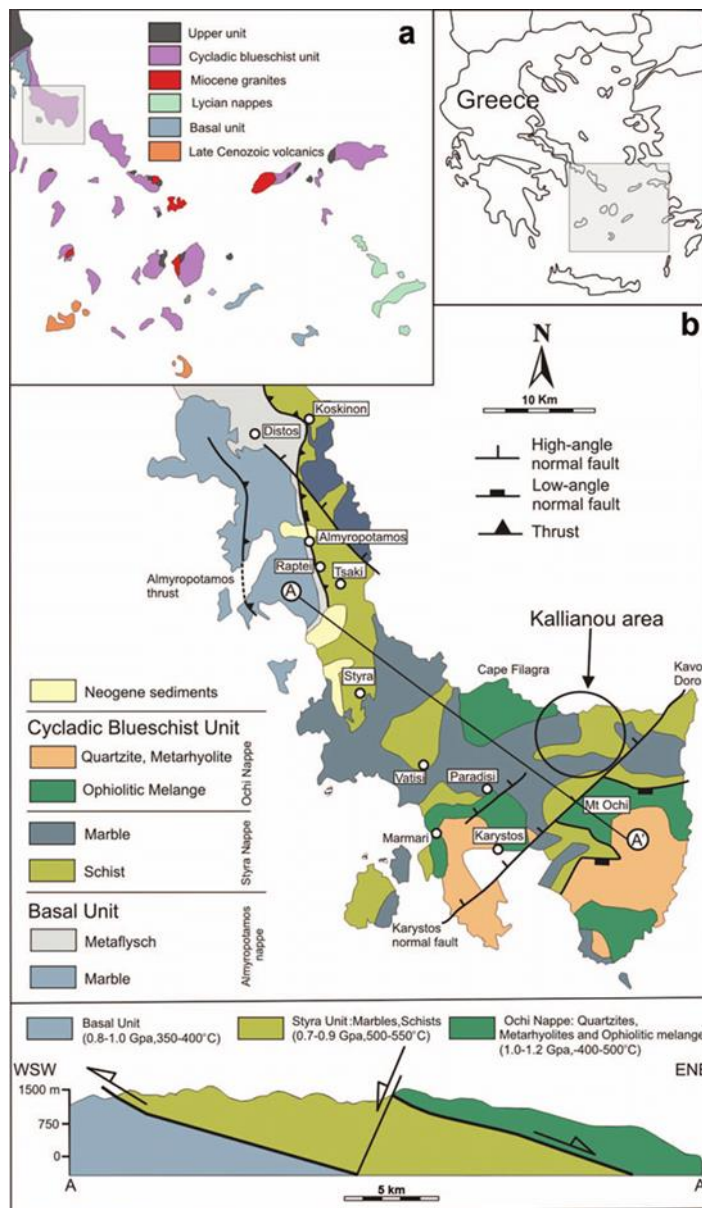 a
Upper unit
Cycladic blueschist unit
Miocene granites
Lycian nappes
Basal unit
Late Cenozoic volcanics
Greece
b
N
10 Km
High-angle
normal fault
Low-angle
normal fault
Thrust
Koskinon
Distos
Almyropotamos
Raptei
Tsaki
Almyropotamos
thrust
A
Kallianou area
Styra
Cape Filagra
Kavo
Doro
Vatisi
Paradisi
Mt Ochi
Marmari
Karystos
A'
Karystos
normal fault
Neogene sediments
Cycladic Blueschist Unit
Quartzite, Metarhyolite
Ophiolitic Melange
Ochi Nappe
Marble
Schist
Styra Nappe
Basal Unit
Metaflysch
Marble
Almyropotamos
nappe
Basal Unit
(0.8-1.0 Gpa,350-400°C)
Styra Unit:Marbles,Schists
(0.7-0.9 Gpa,500-550°C)
Ochi Nappe: Quartzites,
Metarhyolites and Ophiolitic melange
(1.0-1.2 Gpa,-400-500°C)
WSW
ENE
1500 m
750
0
A
5 km
A